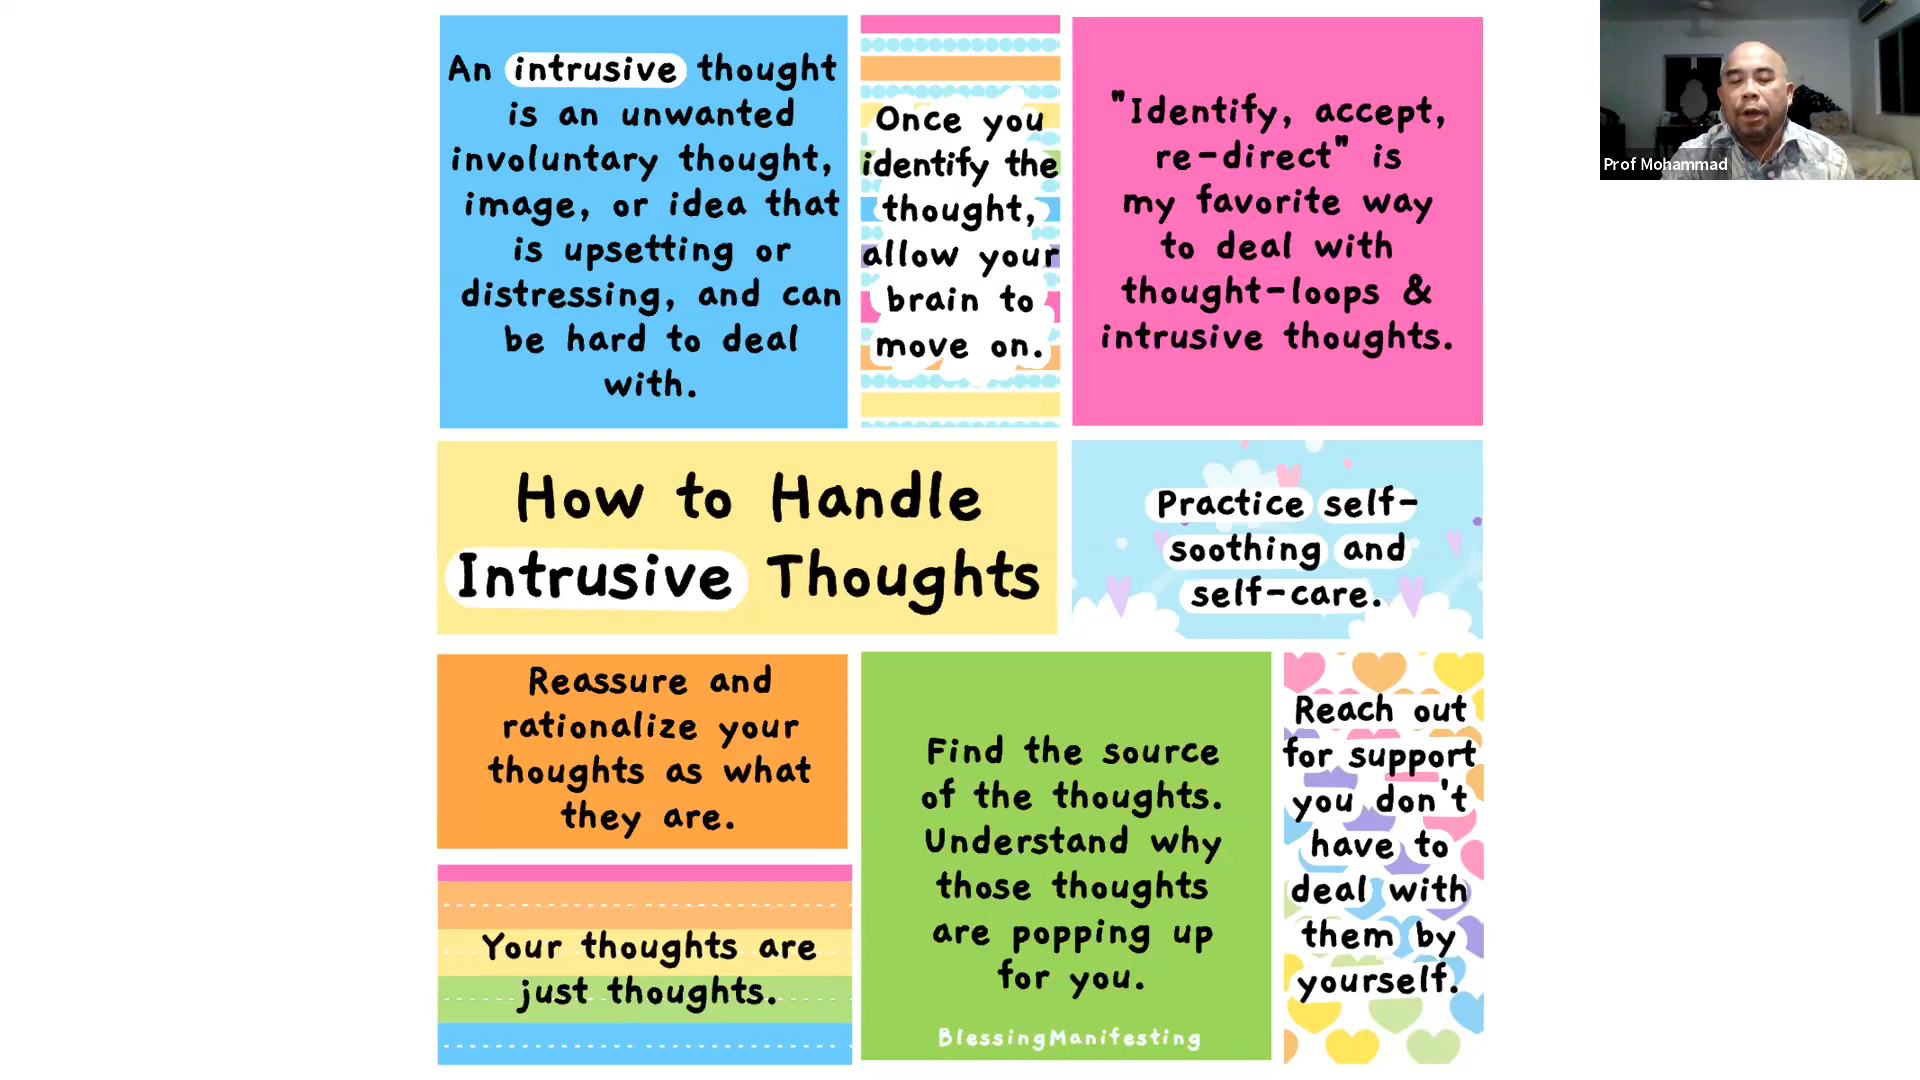 An intrusive thought
is an unwanted
involuntary thought,
image, or idea that
is upsetting or
distressing, and can
be hard to deal
with.
Once you
identify the
thought,
allow your
brain to
move on.
"Identify, accept,
re-direct" is
my favorite way
to deal with
thought-loops &
intrusive thoughts.
Prof Mohammad
How to Handle
Intrusive Thoughts
Practice self-
soothing and
self-care.
Reassure and
rationalize your
thoughts as what
they are.
Your thoughts are
just thoughts.
Find the source
of the thoughts.
Understand why
those thoughts
are popping up
for you.
BlessingManifesting
Reach out
for support
you don't
have to
deal with
them by
yourself.